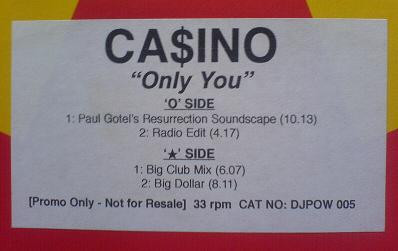 CA$INO
"Only You"
'O' SIDE
1: Paul Gotel's Resurrection Soundscape (10.13)
2: Radio Edit (4.17)
'★' SIDE
1: Big Club Mix (6.07)
2: Big Dollar (8.11)
[Promo Only - Not for Resale] 33 rpm CAT NO: DJPOW 005